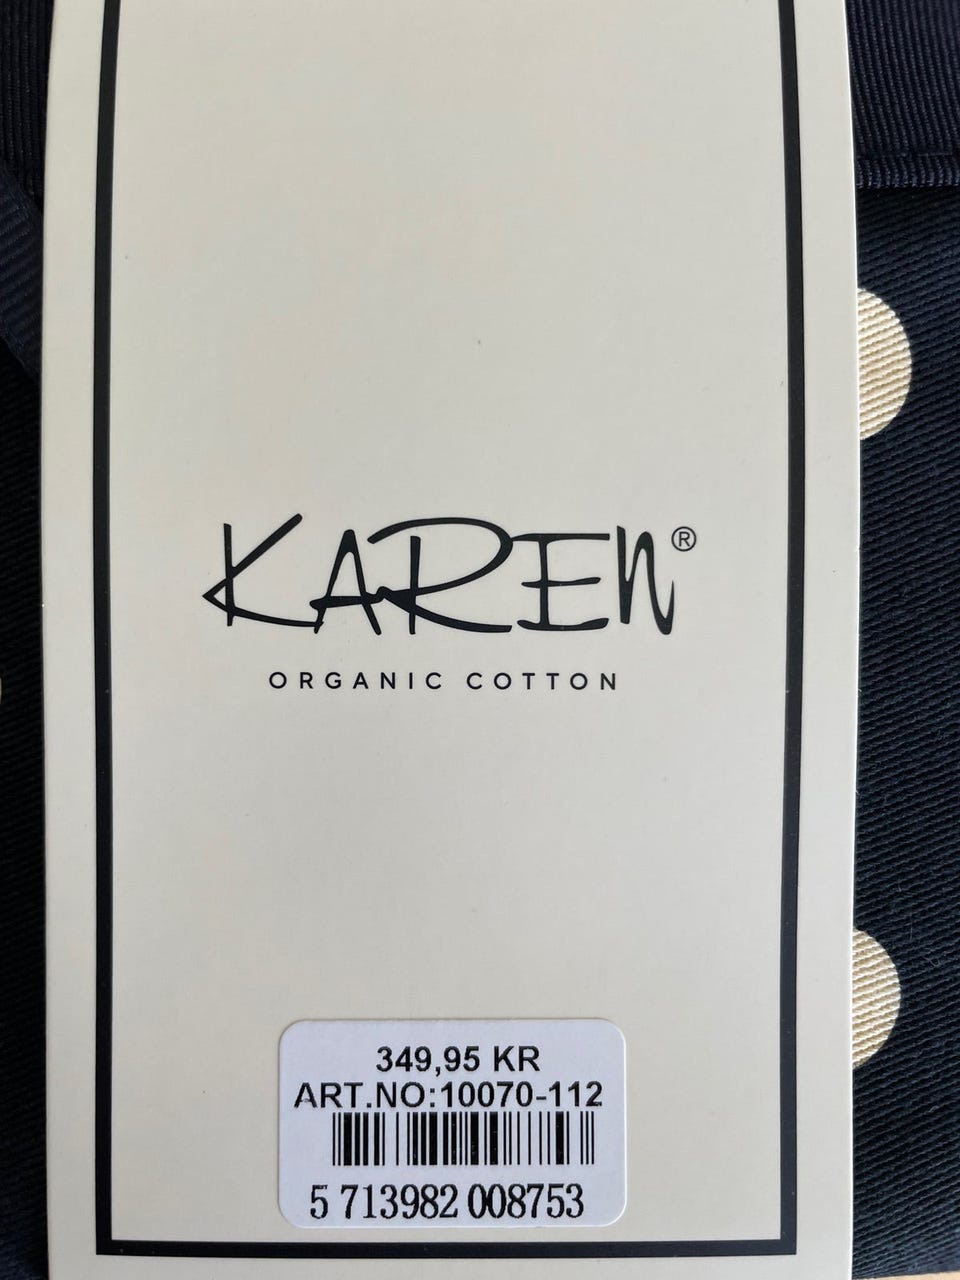 KAREN®
ORGANIC COTTON
349,95 KR
ART.NO:10070-112
5 713982 008753